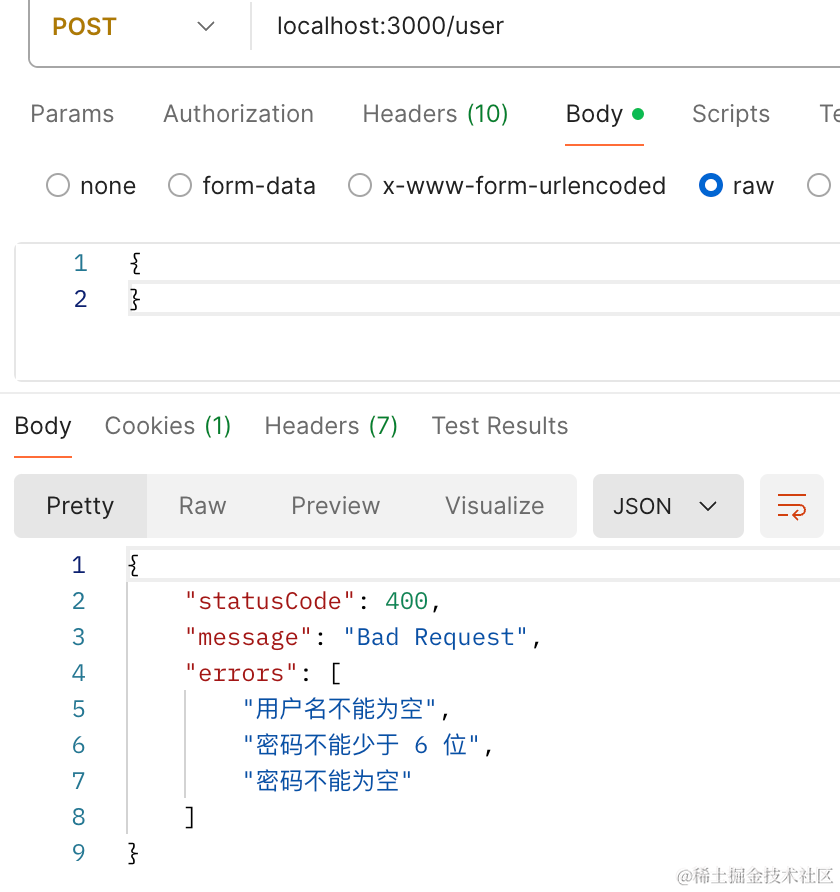 POST localhost:3000/user
Params Authorization Headers (10) Body Scripts Te
none form-data x-www-form-urlencoded raw
1 {
2 }
Body Cookies (1) Headers (7) Test Results
Pretty Raw Preview Visualize JSON
1 {
2 "statusCode": 400,
3 "message": "Bad Request",
4 "errors": [
5 "用户名不能为空",
6 "密码不能少于 6 位",
7 "密码不能为空"
8 ]
9 }
@稀土掘金技术社区